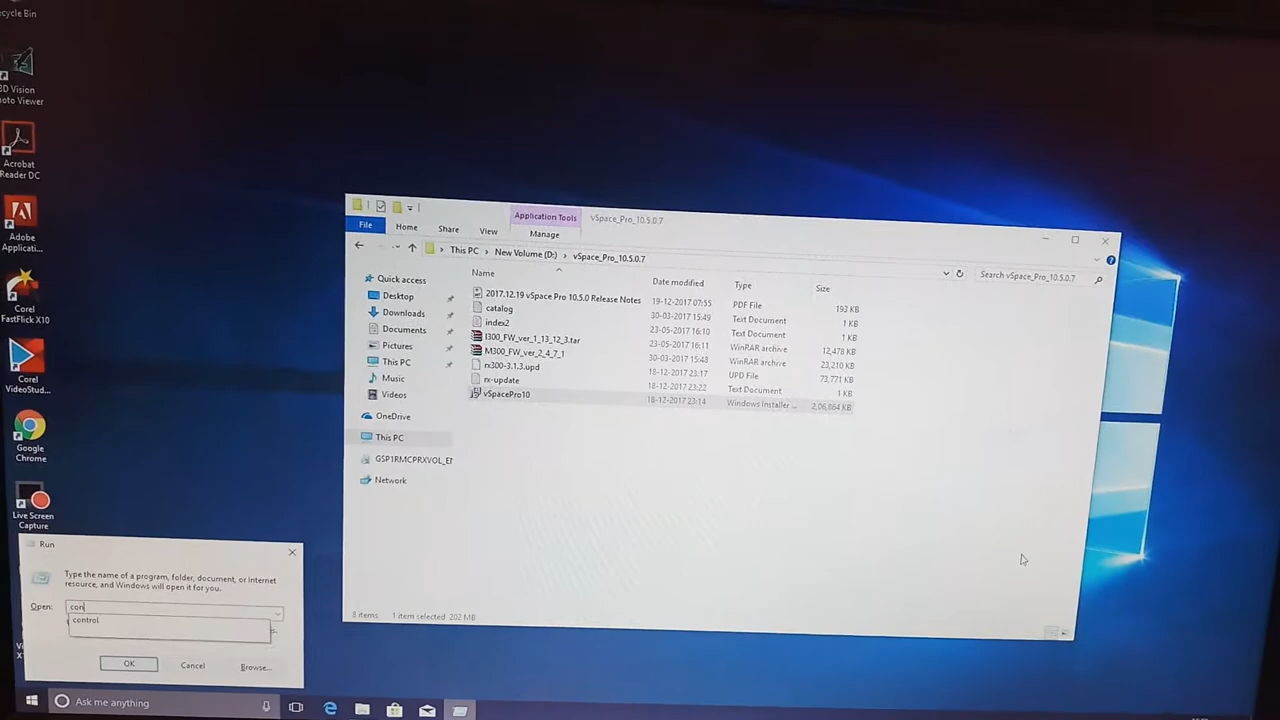 cycle Bin
3D Vision
hoto Viewer
Acrobat
Reader DC
Adobe
Applicati...
Corel
FastFlick X10
Corel
VideoStud...
Google
Chrome
Live Screen
Capture
Application Tools
vSpace_Pro_10.5.0.7
File
Home
Share
View
Manage
This PC
New Volume (D:)
vSpace_Pro_10.5.0.7
Search vSpace_Pro_10.5.0.7
Quick access
Desktop
Downloads
Documents
Pictures
This PC
Music
Videos
OneDrive
This PC
GSP1RMCPRXVOL_EN
Network
Name Date modified Type Size
2017.12.19 vSpace Pro 10.5.0 Release Notes 19-12-2017 07:55 PDF File 193 KB
catalog 30-03-2017 15:49 Text Document 1 KB
index2 23-05-2017 16:10 Text Document 1 KB
I300_FW_ver_1_13_12_3.tar 23-05-2017 16:11 WinRAR archive 12,478 KB
M300_FW_ver_2_4_7_1 30-03-2017 15:48 WinRAR archive 23,210 KB
rx300-3.1.3.upd 18-12-2017 23:17 UPD File 73,771 KB
rx-update 18-12-2017 23:22 Text Document 1 KB
vSpacePro10 18-12-2017 23:14 Windows Installer ... 2,06,864 KB
8 items 1 item selected 202 MB
Run
Type the name of a program, folder, document, or Internet
resource, and Windows will open it for you.
Open: con
control
OK Cancel Browse...
Ask me anything